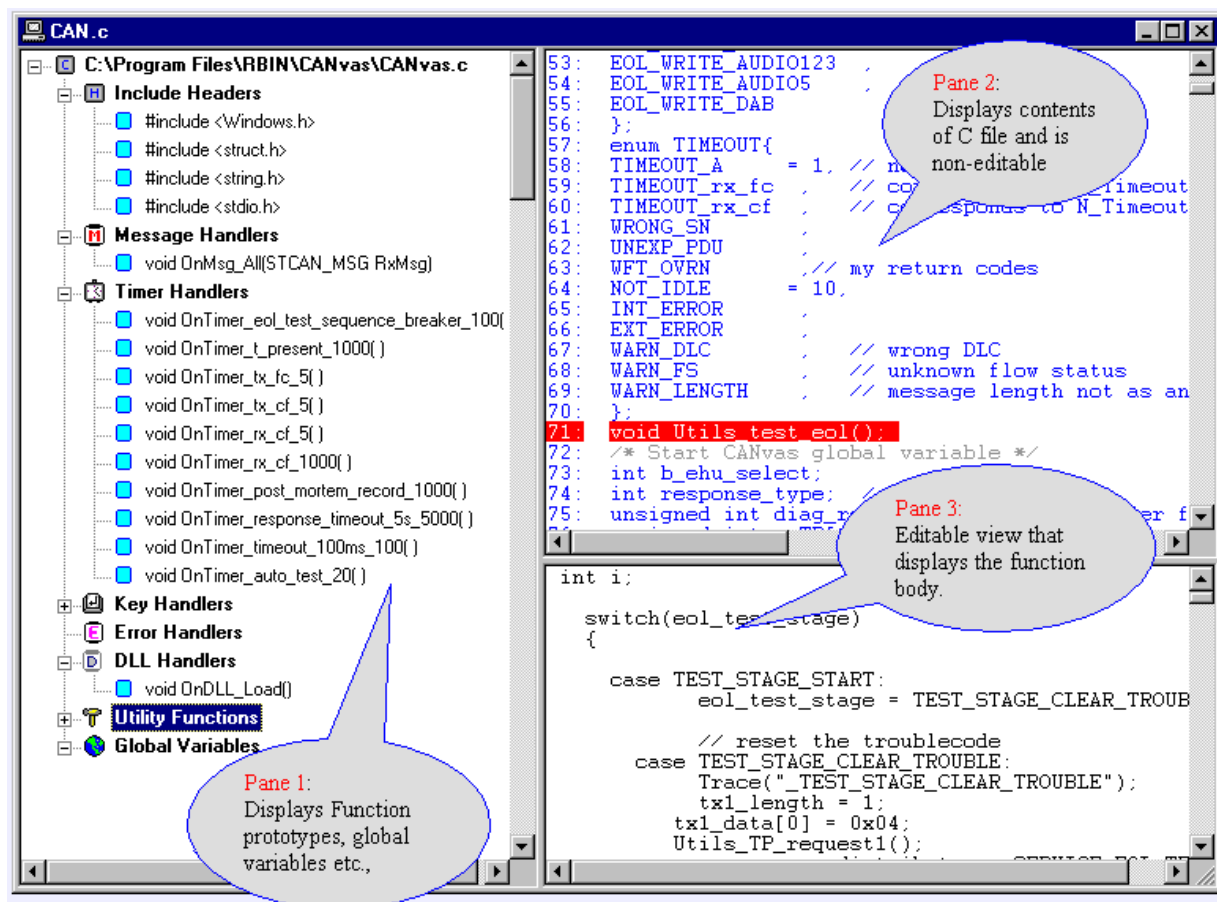 CAN.c
C:\Program Files\RBIN\CANvas\CANvas.c
Include Headers
#include <Windows.h>
#include <struct.h>
#include <string.h>
#include <stdio.h>
Message Handlers
void OnMsg_All(STCAN_MSG RxMsg)
Timer Handlers
void OnTimer_eol_test_sequence_breaker_100(
void OnTimer_t_present_1000( )
void OnTimer_tx_fc_5( )
void OnTimer_tx_cf_5( )
void OnTimer_rx_cf_5( )
void OnTimer_rx_cf_1000( )
void OnTimer_post_mortem_record_1000( )
void OnTimer_response_timeout_5s_5000( )
void OnTimer_timeout_100ms_100( )
void OnTimer_auto_test_20( )
Key Handlers
Error Handlers
DLL Handlers
void OnDLL_Load()
Utility Functions
Global Variables
Pane 1:
Displays Function
prototypes, global
variables etc.,
53: EOL_WRITE_AUDIO123 ,
54: EOL_WRITE_AUDIO5 ,
55: EOL_WRITE_DAB
56: };
57: enum TIMEOUT{
58: TIMEOUT_A = 1, //
59: TIMEOUT_rx_fc , // Timeout
60: TIMEOUT_rx_cf , // to N_Timeout
61: WRONG_SN ,
62: UNEXP_PDU ,
63: WFT_OVRN ,// my return codes
64: NOT_IDLE = 10,
65: INT_ERROR ,
66: EXT_ERROR ,
67: WARN_DLC , // wrong DLC
68: WARN_FS , // unknown flow status
69: WARN_LENGTH , // message length not as an
70: };
71: void Utils_test_eol();
72: /* Start CANvas global variable */
73: int b_ehu_select;
74: int response_type; /
75: unsigned int diag_r er f
Pane 2:
Displays contents
of C file and is
non-editable
Pane 3:
Editable view that
displays the function
body.
int i;
switch(eol_test_stage)
{
case TEST_STAGE_START:
eol_test_stage = TEST_STAGE_CLEAR_TROUB
// reset the troublecode
case TEST_STAGE_CLEAR_TROUBLE:
Trace("_TEST_STAGE_CLEAR_TROUBLE");
tx1_length = 1;
tx1_data[0] = 0x04;
Utils_TP_request1();